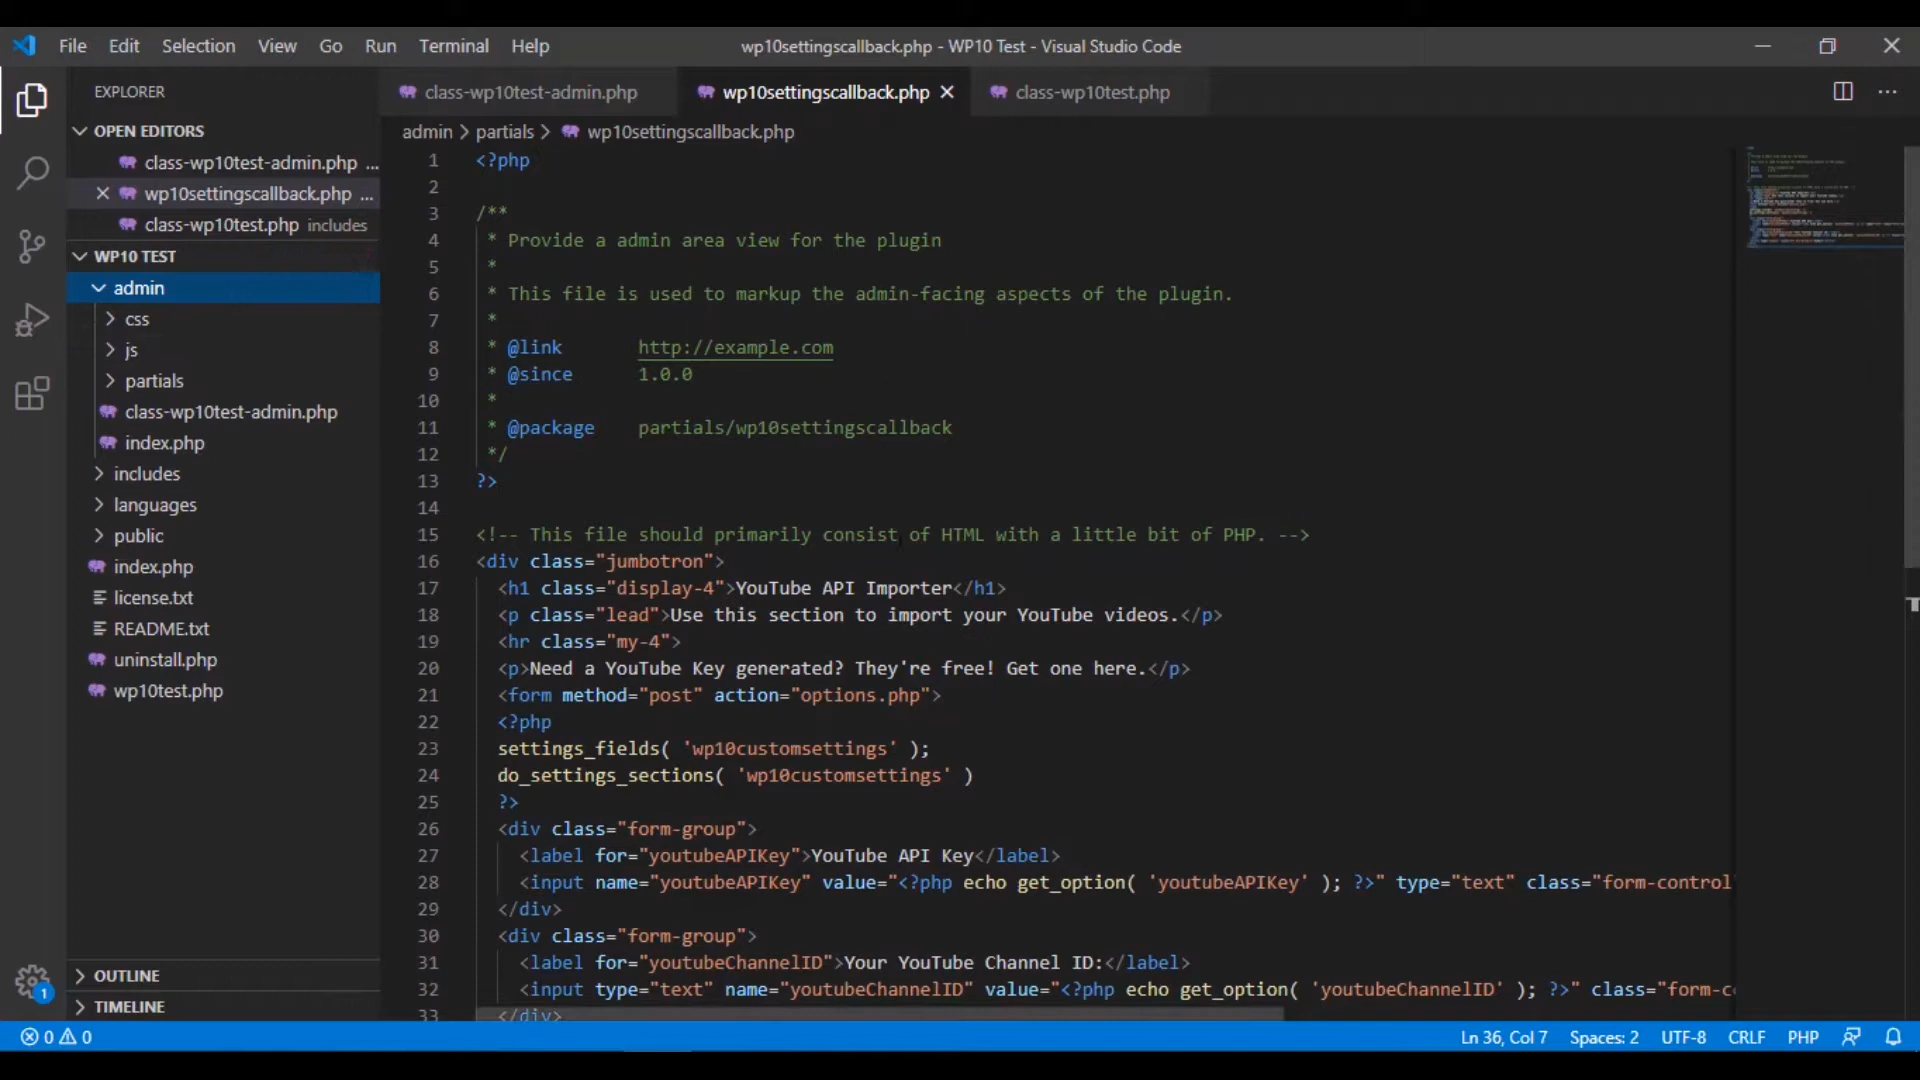 File Edit Selection View Go Run Terminal Help
wp10settingscallback.php - WP10 Test - Visual Studio Code
EXPLORER
OPEN EDITORS
class-wp10test-admin.php ...
wp10settingscallback.php ...
class-wp10test.php includes
WP10 TEST
admin
css
js
partials
class-wp10test-admin.php
index.php
includes
languages
public
index.php
license.txt
README.txt
uninstall.php
wp10test.php
OUTLINE
TIMELINE
1
class-wp10test-admin.php
wp10settingscallback.php
class-wp10test.php
admin > partials > wp10settingscallback.php
1 <?php
2
3 /**
4 * Provide a admin area view for the plugin
5 *
6 * This file is used to markup the admin-facing aspects of the plugin.
7 *
8 * @link http://example.com
9 * @since 1.0.0
10 *
11 * @package partials/wp10settingscallback
12 */
13 ?>
14
15 <!-- This file should primarily consist of HTML with a little bit of PHP. -->
16 <div class="jumbotron">
17 <h1 class="display-4">YouTube API Importer</h1>
18 <p class="lead">Use this section to import your YouTube videos.</p>
19 <hr class="my-4">
20 <p>Need a YouTube Key generated? They're free! Get one here.</p>
21 <form method="post" action="options.php">
22 <?php
23 settings_fields( 'wp10customsettings' );
24 do_settings_sections( 'wp10customsettings' )
25 ?>
26 <div class="form-group">
27 <label for="youtubeAPIKey">YouTube API Key</label>
28 <input name="youtubeAPIKey" value="<?php echo get_option( 'youtubeAPIKey' ); ?>" type="text" class="form-control
29 </div>
30 <div class="form-group">
31 <label for="youtubeChannelID">Your YouTube Channel ID:</label>
32 <input type="text" name="youtubeChannelID" value="<?php echo get_option( 'youtubeChannelID' ); ?>" class="form-c
33 </div>
0 0
Ln 36, Col 7 Spaces: 2 UTF-8 CRLF PHP